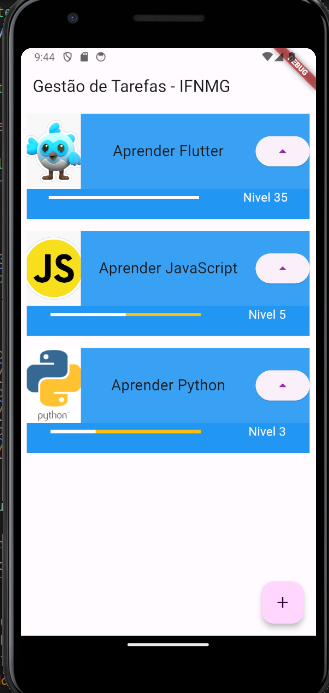 9:44
DEBUG
Gestão de Tarefas - IFNMG
Aprender Flutter
Nivel 35
JS
Aprender JavaScript
Nivel 5
python
Aprender Python
Nivel 3
+